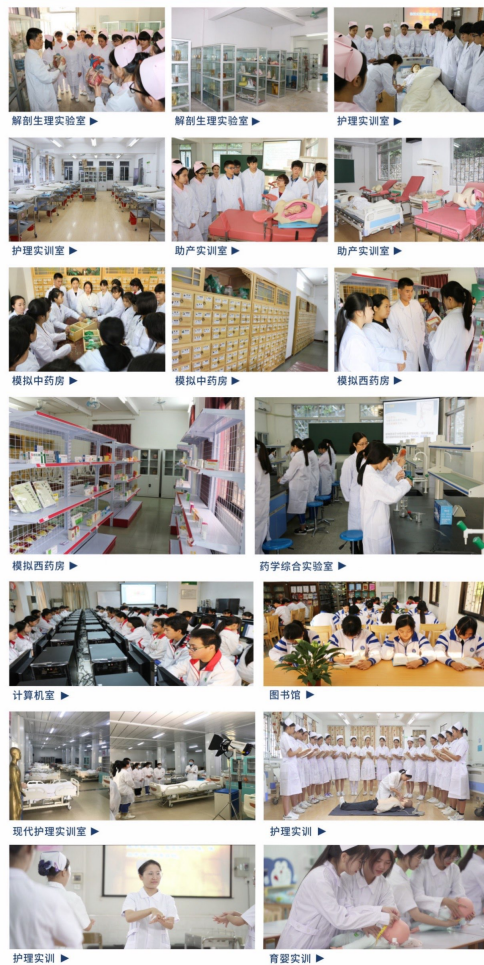 解剖生理实验室 ▶
解剖生理实验室 ▶
护理实训室 ▶
护理实训室 ▶
助产实训室 ▶
助产实训室 ▶
模拟中药房 ▶
模拟中药房 ▶
模拟西药房 ▶
模拟西药房 ▶
药学综合实验室 ▶
计算机室 ▶
图书馆 ▶
现代护理实训室 ▶
护理实训 ▶
护理实训 ▶
育婴实训 ▶